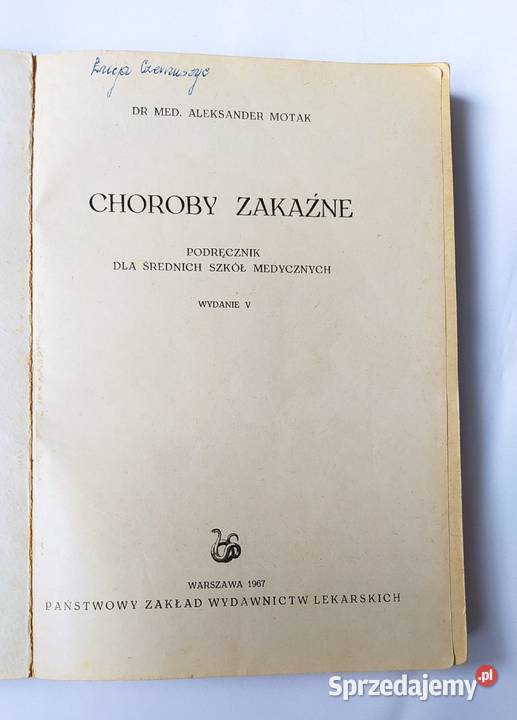 DR MED. ALEKSANDER MOTAK
CHOROBY ZAKAŹNE
PODRĘCZNIK
DLA ŚREDNICH SZKÓŁ MEDYCZNYCH
WYDANIE V
WARSZAWA 1967
PAŃSTWOWY ZAKŁAD WYDAWNICTW LEKARSKICH
Sprzedajemy.pl